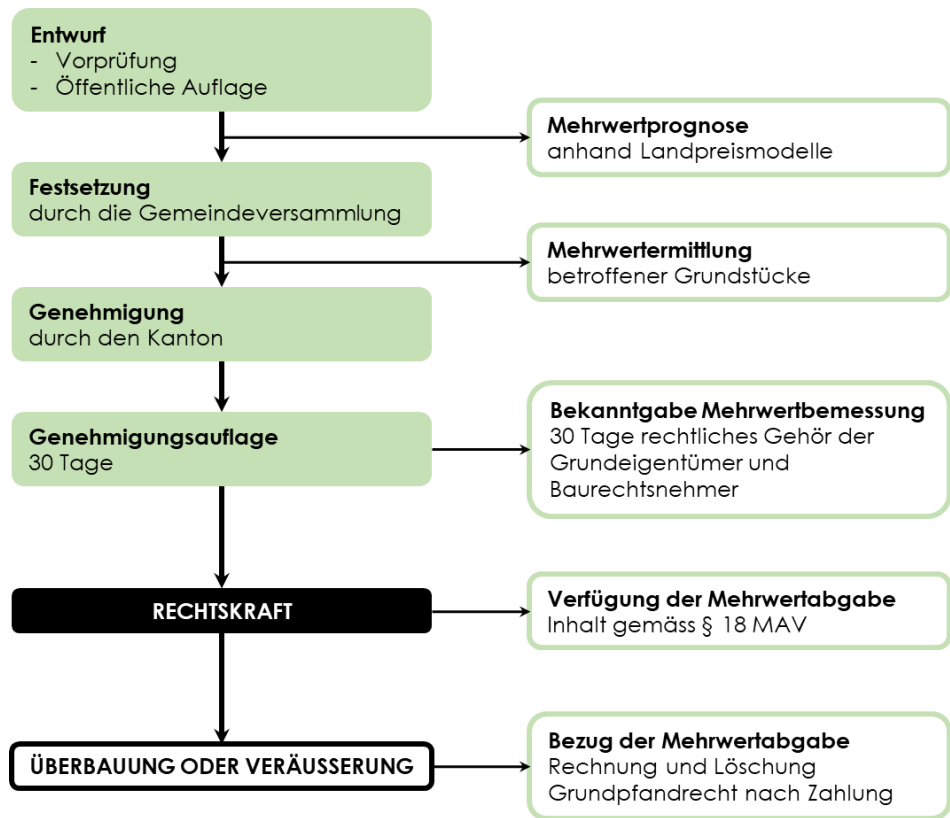 Entwurf
- Vorprüfung
- Öffentliche Auflage
Mehrwertprognose
anhand Landpreismodelle
Festsetzung
durch die Gemeindeversammlung
Mehrwertermittlung
betroffener Grundstücke
Genehmigung
durch den Kanton
Genehmigungsauflage
30 Tage
Bekanntgabe Mehrwertbemessung
30 Tage rechtliches Gehör der
Grundeigentümer und
Baurechtsnehmer
RECHTSKRAFT
Verfügung der Mehrwertabgabe
Inhalt gemäss § 18 MAV
ÜBERBAUUNG ODER VERÄUSSERUNG
Bezug der Mehrwertabgabe
Rechnung und Löschung
Grundpfandrecht nach Zahlung